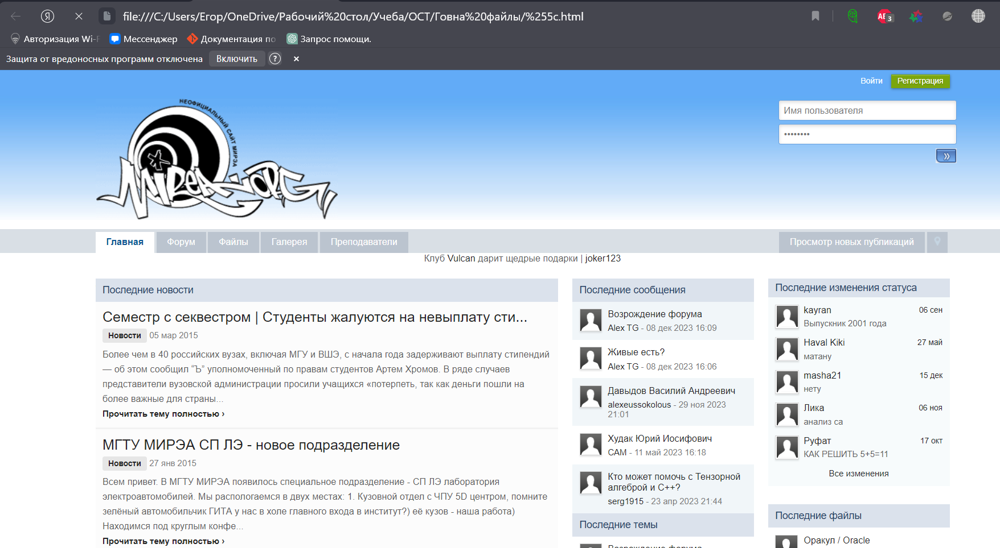 Я
file:///C:/Users/Егор/OneDrive/Рабочий%20стол/Учеба/ОСТ/Говна%20файлы/%255c.html
3
Авторизация Wi-F
Мессенджер
Документация по
Запрос помощи.
Защита от вредоносных программ отключена
Включить
?
Войти
Регистрация
Имя пользователя
••••••••
»
НЕОФИЦИАЛЬНЫЙ САЙТ МИРЭА
MIREA.ORG
Главная
Форум
Файлы
Галерея
Преподаватели
Просмотр новых публикаций
Клуб Vulcan дарит щедрые подарки | joker123
Последние новости
Семестр с секвестром | Студенты жалуются на невыплату сти...
Новости 05 мар 2015
Более чем в 40 российских вузах, включая МГУ и ВШЭ, с начала года задерживают выплату стипендий
— об этом сообщил “Ъ” уполномоченный по правам студентов Артем Хромов. В ряде случаев
представители вузовской администрации просили учащихся «потерпеть, так как деньги пошли на
более важные для страны...
Прочитать тему полностью ›
МГТУ МИРЭА СП ЛЭ - новое подразделение
Новости 27 янв 2015
Всем привет. В МГТУ МИРЭА появилось специальное подразделение - СП ЛЭ лаборатория
электроавтомобилей. Мы распологаемся в двух местах: 1. Кузовной отдел с ЧПУ 5D центром, помните
зелёный автомобильчик ГИТА у нас в холе главного входа в институт?) её кузов - наша работа)
Находимся под круглым конфе...
Прочитать тему полностью ›
Последние сообщения
Возрождение форума
Alex TG - 08 дек 2023 16:09
Живые есть?
Alex TG - 08 дек 2023 16:06
Давыдов Василий Андреевич
alexeussokolous - 29 ноя 2023
21:01
Худак Юрий Иосифович
САМ - 11 май 2023 16:18
Кто может помочь с Тензорной
алгеброй и С++?
serg1915 - 23 апр 2023 21:44
Последние темы
Возрождение форума
Последние изменения статуса
kayran 06 сен
Выпускник 2001 года
Haval Kiki 27 май
матану
masha21 15 дек
нету
Лика 06 ноя
анализ са
Руфат 17 окт
КАК РЕШИТЬ 5+5=11
Все изменения
Последние файлы
Оракул / Oracle